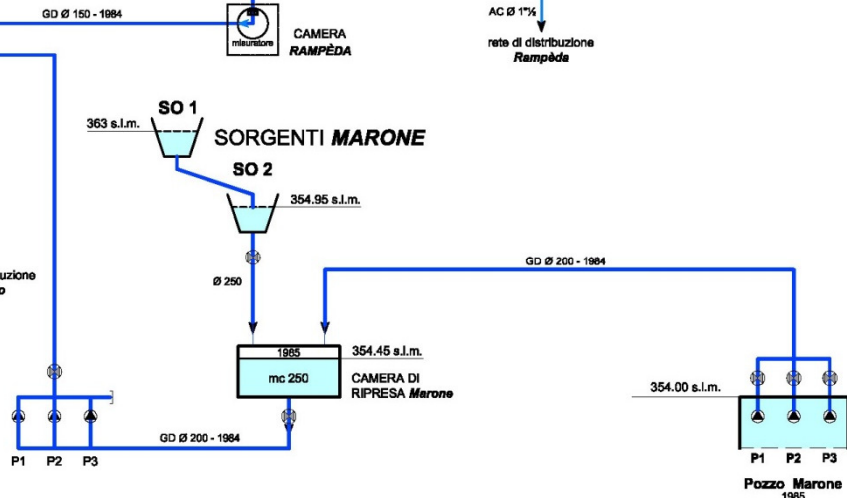 GD Ø 150 - 1984
misuratore
CAMERA
RAMPÈDA
AC Ø 1"½
rete di distribuzione
Rampèda
SO 1
363 s.l.m.
SORGENTI MARONE
SO 2
354.95 s.l.m.
uzione
o
Ø 250
GD Ø 200 - 1984
1985
354.45 s.l.m.
mc 250
CAMERA DI
RIPRESA Marone
354.00 s.l.m.
GD Ø 200 - 1984
P1 P2 P3
P1 P2 P3
Pozzo Marone
1985